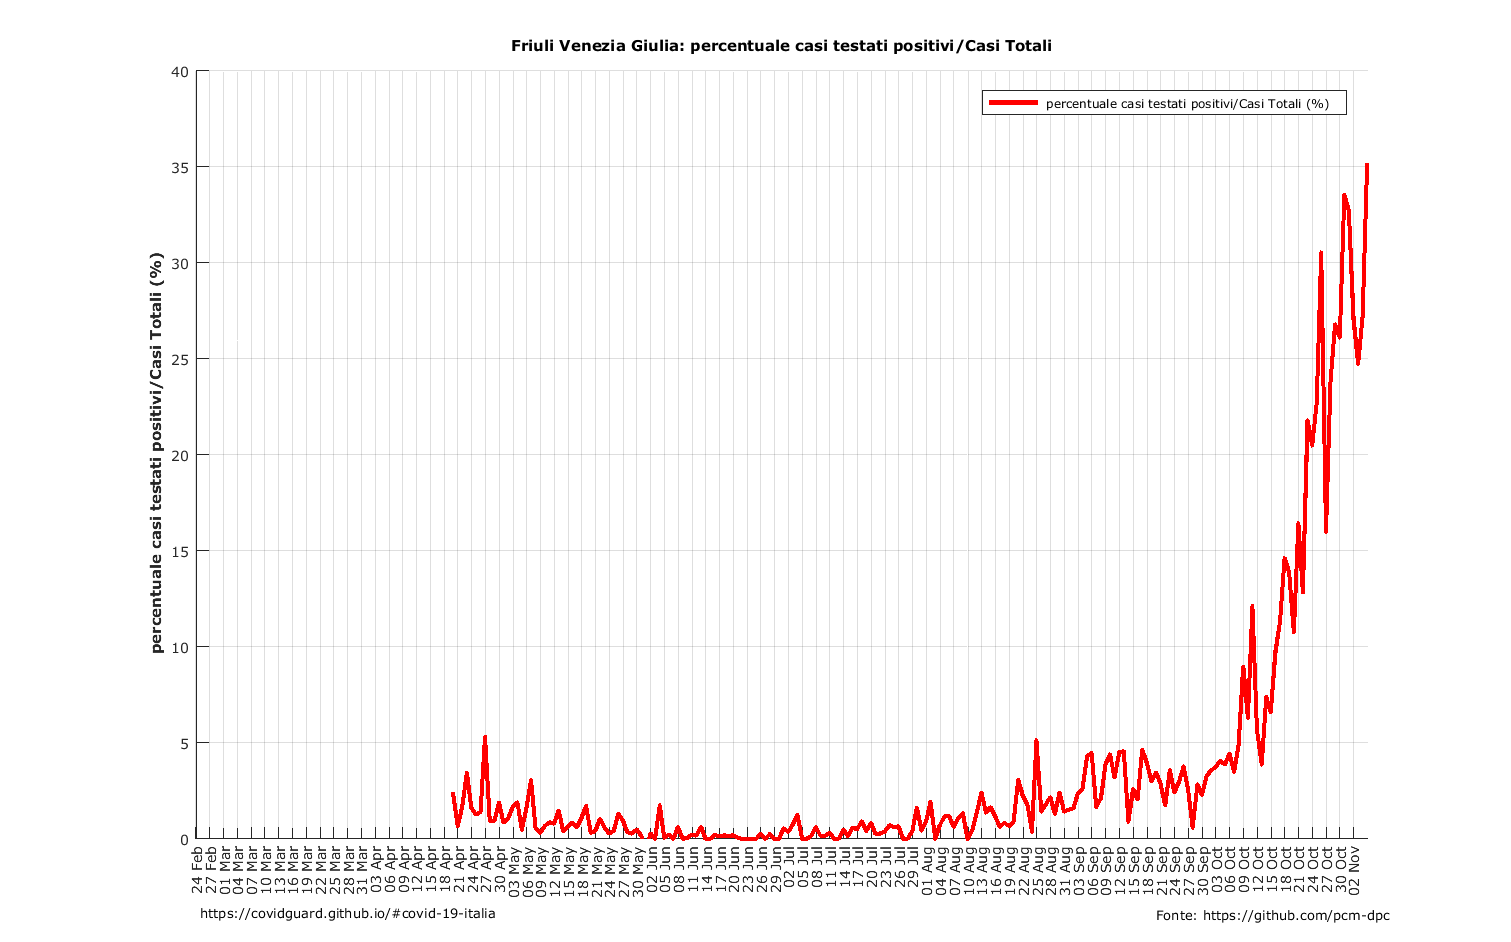 Friuli Venezia Giulia: percentuale casi testati positivi/Casi Totali
percentuale casi testati positivi/Casi Totali (%)
percentuale casi testati positivi/Casi Totali (%)
40
35
30
25
20
15
10
5
0
24 Feb
27 Feb
01 Mar
04 Mar
07 Mar
10 Mar
13 Mar
16 Mar
19 Mar
22 Mar
25 Mar
28 Mar
31 Mar
03 Apr
06 Apr
09 Apr
12 Apr
15 Apr
18 Apr
21 Apr
24 Apr
27 Apr
30 Apr
03 May
06 May
09 May
12 May
15 May
18 May
21 May
24 May
27 May
30 May
02 Jun
05 Jun
08 Jun
11 Jun
14 Jun
17 Jun
20 Jun
23 Jun
26 Jun
29 Jun
02 Jul
05 Jul
08 Jul
11 Jul
14 Jul
17 Jul
20 Jul
23 Jul
26 Jul
29 Jul
01 Aug
04 Aug
07 Aug
10 Aug
13 Aug
16 Aug
19 Aug
22 Aug
25 Aug
28 Aug
31 Aug
03 Sep
06 Sep
09 Sep
12 Sep
15 Sep
18 Sep
21 Sep
24 Sep
27 Sep
30 Sep
03 Oct
06 Oct
09 Oct
12 Oct
15 Oct
18 Oct
21 Oct
24 Oct
27 Oct
30 Oct
02 Nov
https://covidguard.github.io/#covid-19-italia
Fonte: https://github.com/pcm-dpc